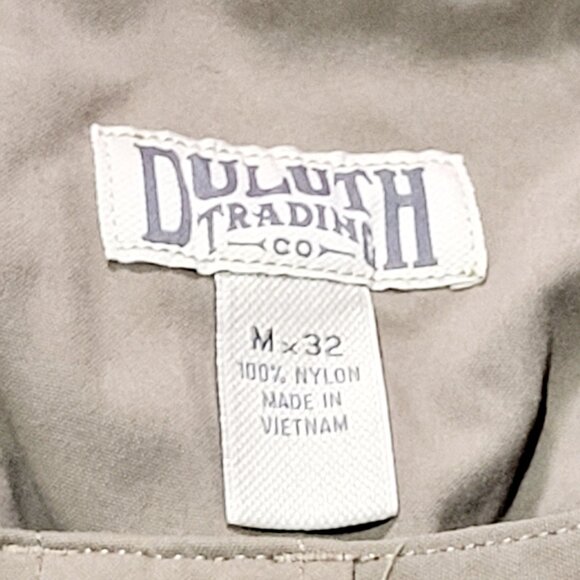 DULUTH
TRADING
CO
M x 32
100% NYLON
MADE IN
VIETNAM